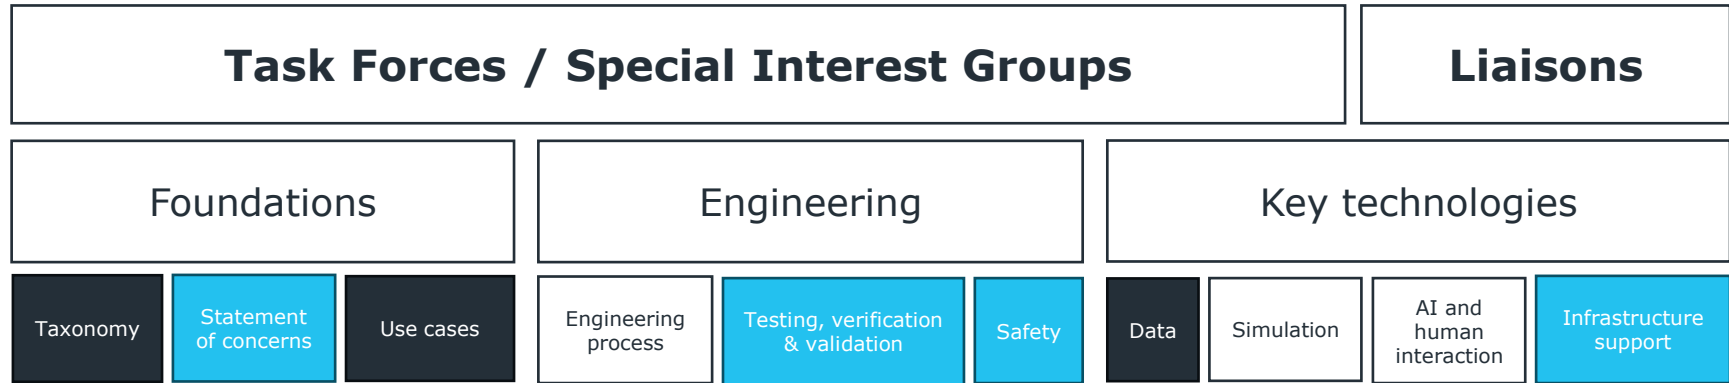 Task Forces / Special Interest Groups
Liaisons
Foundations
Engineering
Key technologies
Taxonomy
Statement
of concerns
Use cases
Engineering
process
Testing, verification
& validation
Safety
Data
Simulation
AI and
human
interaction
Infrastructure
support